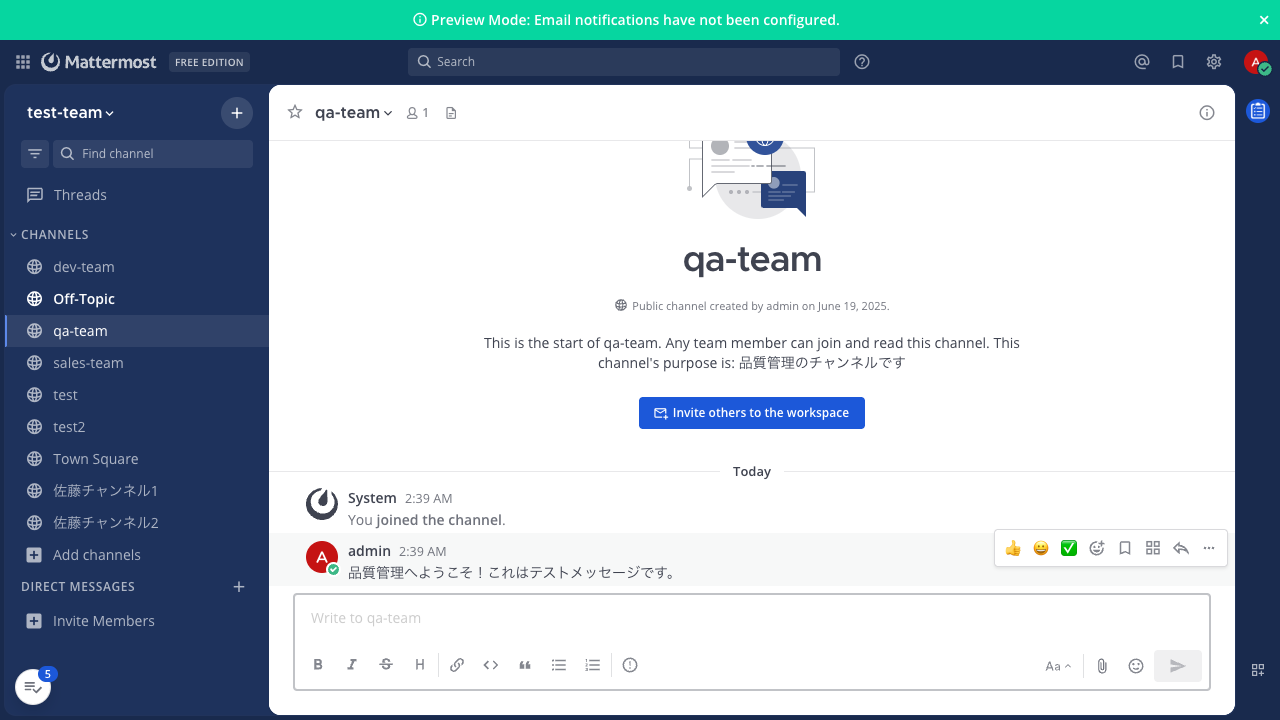 Preview Mode: Email notifications have not been configured.
Mattermost
FREE EDITION
Search
A
test-team
qa-team
1
Find channel
Threads
CHANNELS
dev-team
Off-Topic
qa-team
sales-team
test
test2
Town Square
佐藤チャンネル1
佐藤チャンネル2
Add channels
DIRECT MESSAGES
Invite Members
5
qa-team
Public channel created by admin on June 19, 2025.
This is the start of qa-team. Any team member can join and read this channel. This
channel's purpose is: 品質管理のチャンネルです
Invite others to the workspace
Today
System 2:39 AM
You joined the channel.
A
admin 2:39 AM
品質管理へようこそ！これはテストメッセージです。
Write to qa-team
B I S H
Aa